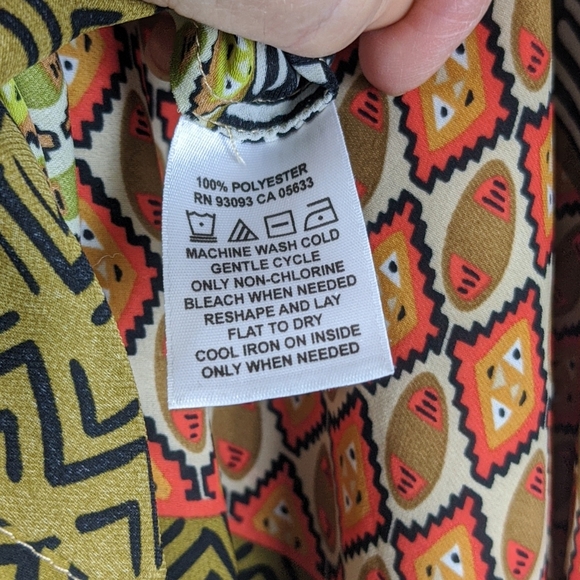 100% POLYESTER
RN 93093 CA 05633
MACHINE WASH COLD
GENTLE CYCLE
ONLY NON-CHLORINE
BLEACH WHEN NEEDED
RESHAPE AND LAY
FLAT TO DRY
COOL IRON ON INSIDE
ONLY WHEN NEEDED